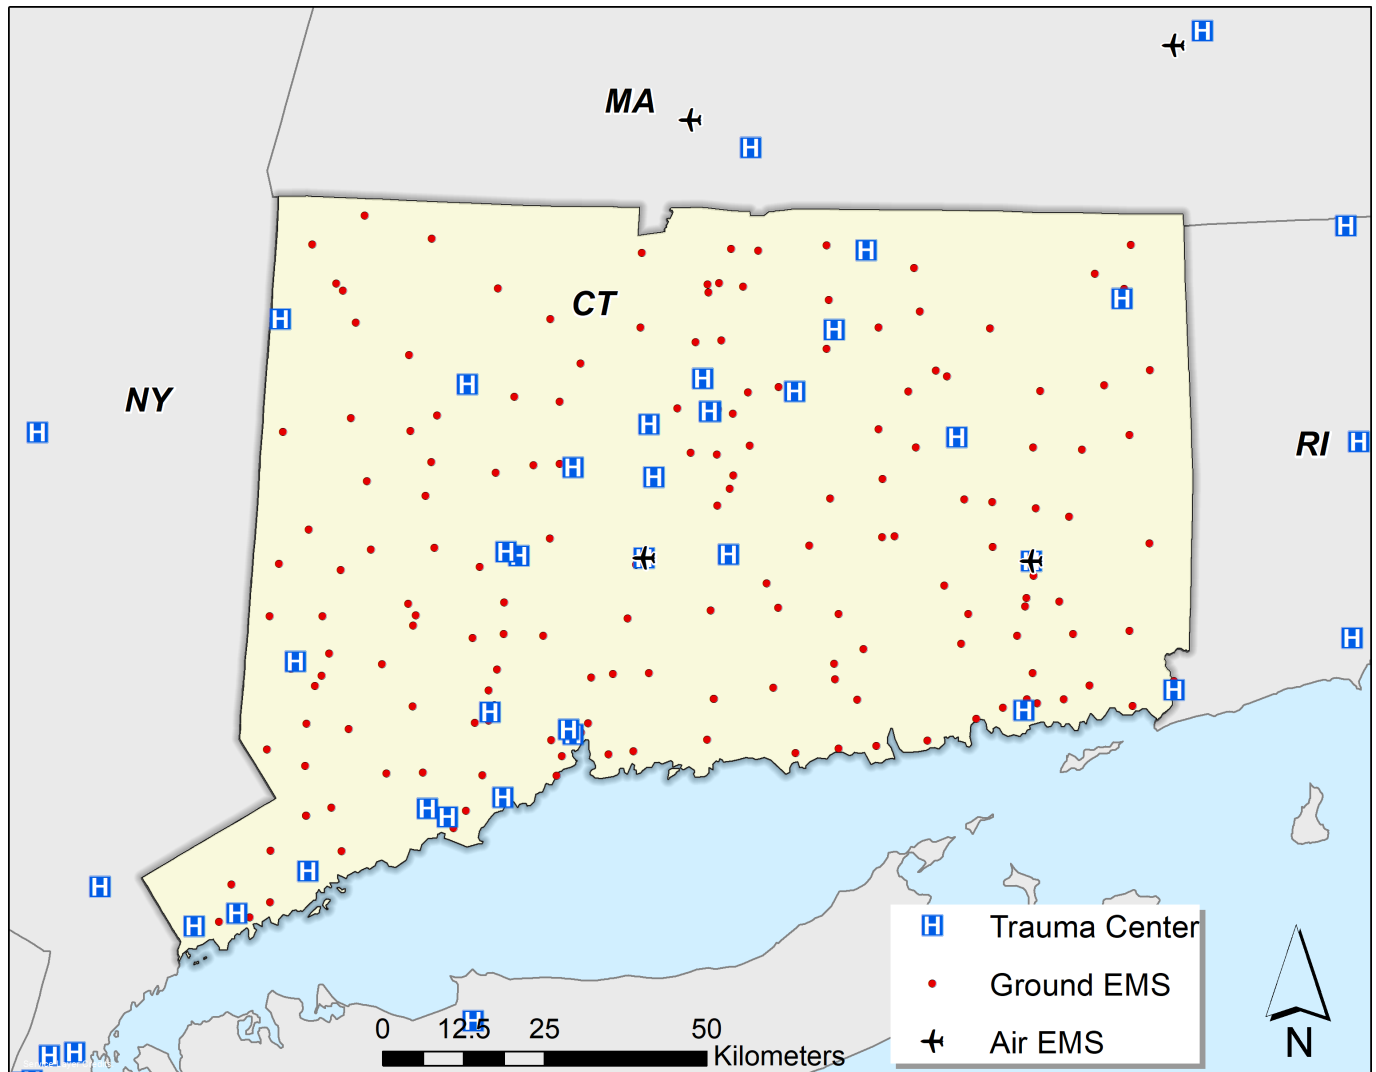 MA
CT
NY
RI
Trauma Center
Ground EMS
Air EMS
0 12.5 25 50
Kilometers
N